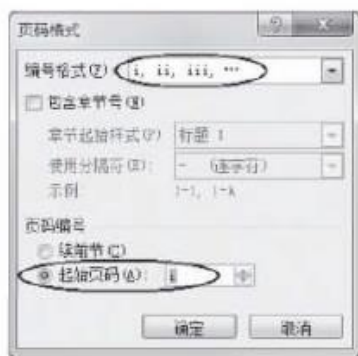 页码格式
编号格式(F): i, ii, iii, …
包含章节号(N)
章节起始样式(P) 标题 1
使用分隔符(E): - (连字符)
示例: 1-1, 1-A
页码编号
续前节(C)
起始页码(A): i
确定 取消